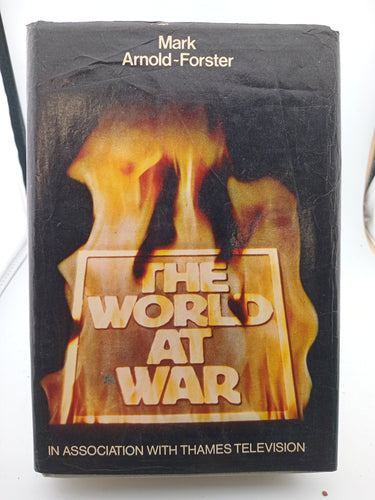 Mark
Arnold-Forster
THE
WORLD
AT
WAR
IN ASSOCIATION WITH THAMES TELEVISION